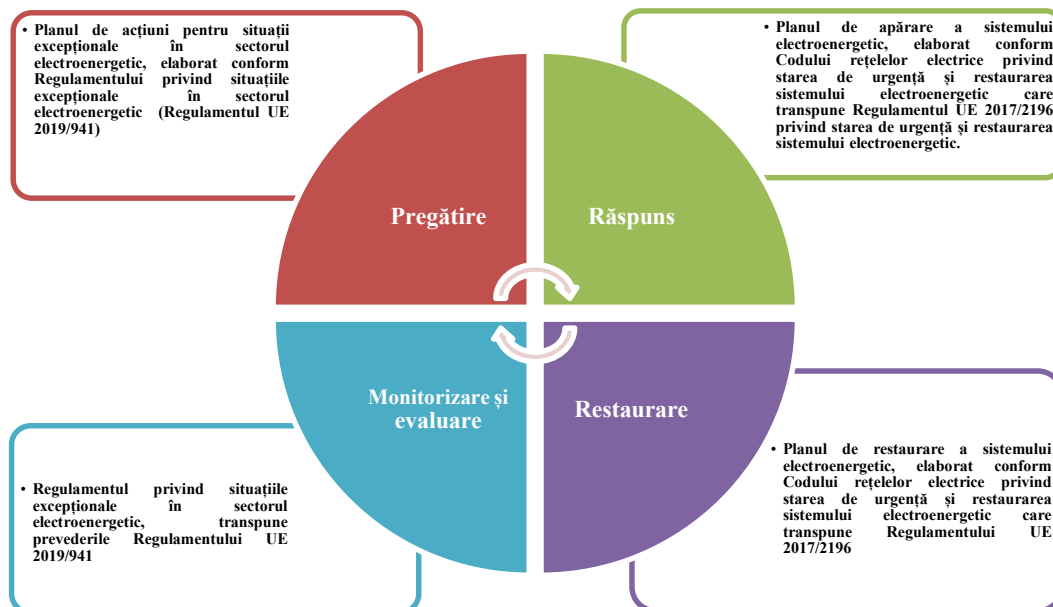 • Planul de acțiuni pentru situații
excepționale în sectorul
electroenergetic, elaborat conform
Regulamentului privind situațiile
excepționale în sectorul
electroenergetic (Regulamentul UE
2019/941)
• Planul de apărare a sistemului
electroenergetic, elaborat conform
Codului rețelelor electrice privind
starea de urgență și restaurarea
sistemului electroenergetic care
transpune Regulamentul UE 2017/2196
privind starea de urgență și restaurarea
sistemului electroenergetic.
Pregătire
Răspuns
Monitorizare și
evaluare
Restaurare
• Regulamentul privind situațiile
excepționale în sectorul
electroenergetic, transpune
prevederile Regulamentului UE
2019/941
• Planul de restaurare a sistemului
electroenergetic, elaborat conform
Codului rețelelor electrice privind
starea de urgență și restaurarea
sistemului electroenergetic care
transpune Regulamentului UE
2017/2196